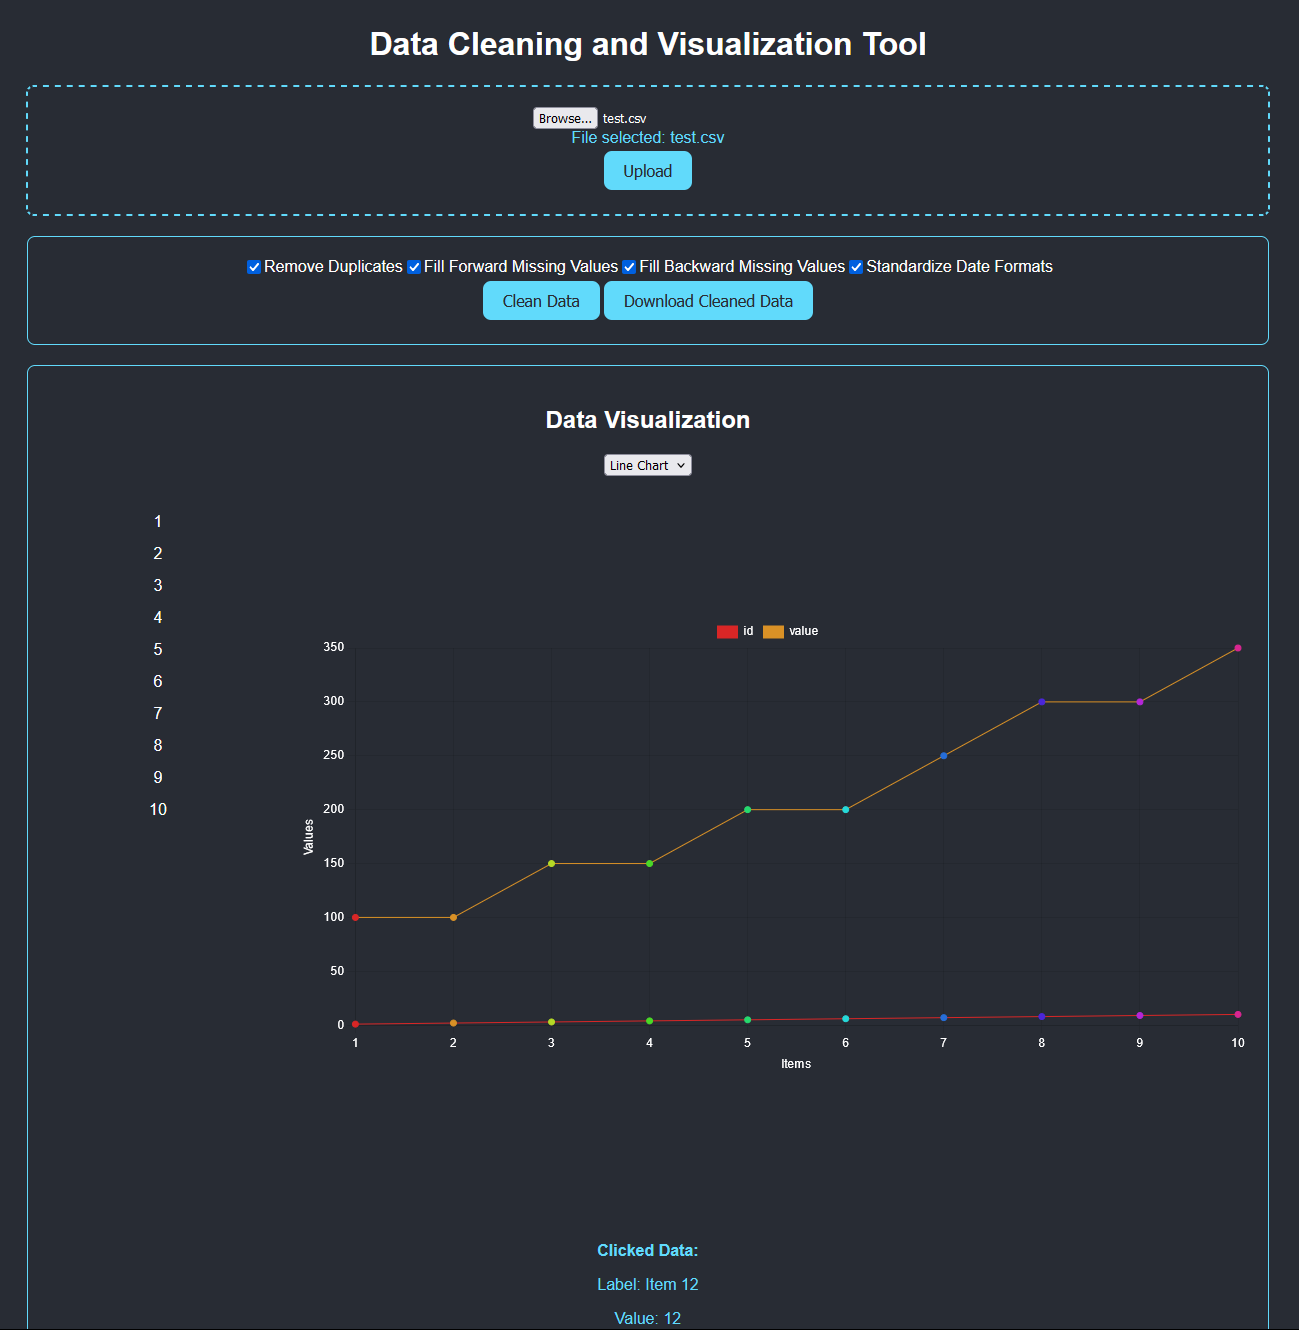 Data Cleaning and Visualization Tool
Browse... test.csv
File selected: test.csv
Upload
Remove Duplicates Fill Forward Missing Values Fill Backward Missing Values Standardize Date Formats
Clean Data Download Cleaned Data
Data Visualization
Line Chart
1
2
3
4
5
6
7
8
9
10
id value
350
300
250
200
150
100
50
0
Values
1 2 3 4 5 6 7 8 9 10
Items
Clicked Data:
Label: Item 12
Value: 12